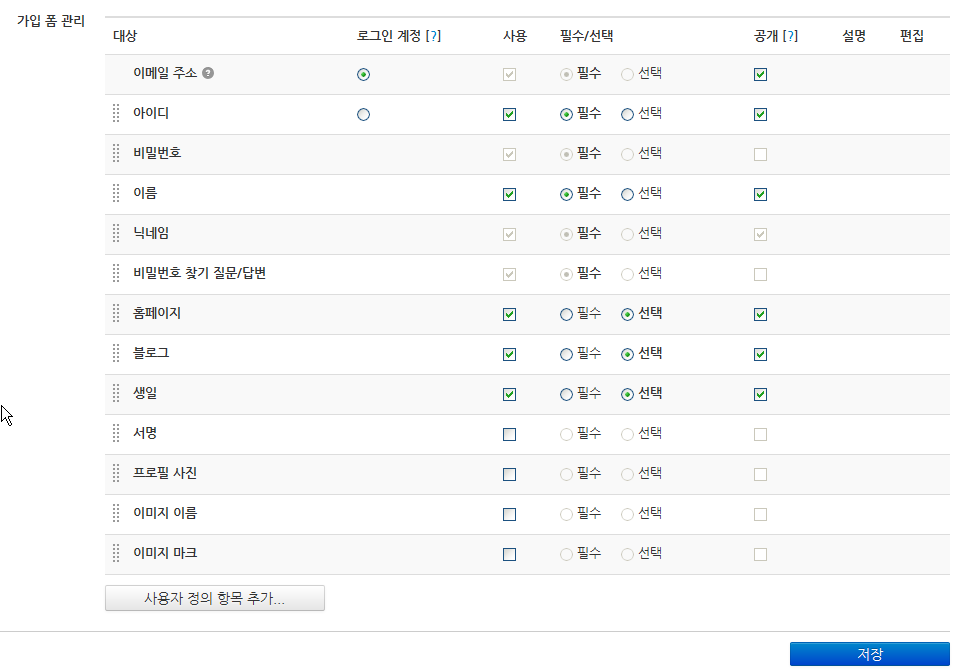 가입 폼 관리
대상 로그인 계정 [?] 사용 필수/선택 공개 [?] 설명 편집
이메일 주소 ? 필수 선택
아이디 필수 선택
비밀번호 필수 선택
이름 필수 선택
닉네임 필수 선택
비밀번호 찾기 질문/답변 필수 선택
홈페이지 필수 선택
블로그 필수 선택
생일 필수 선택
서명 필수 선택
프로필 사진 필수 선택
이미지 이름 필수 선택
이미지 마크 필수 선택
사용자 정의 항목 추가...
저장